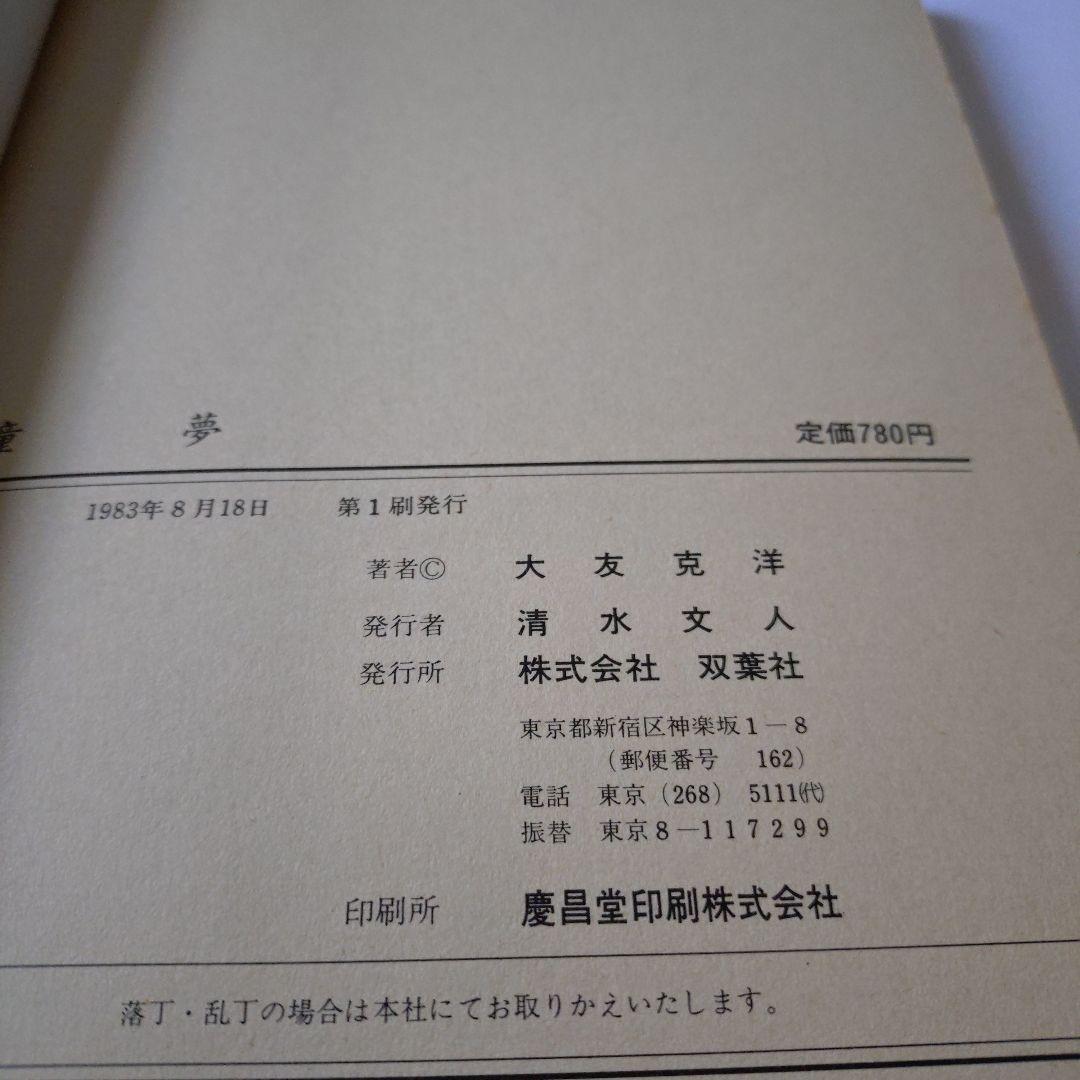 童 夢 定価780円
1983年8月18日 第1刷発行
著者© 大友克洋
発行者 清水文人
発行所 株式会社 双葉社
東京都新宿区神楽坂1－8
（郵便番号 162）
電話 東京（268） 5111㈹
振替 東京8－117299
印刷所 慶昌堂印刷株式会社
落丁・乱丁の場合は本社にてお取りかえいたします。